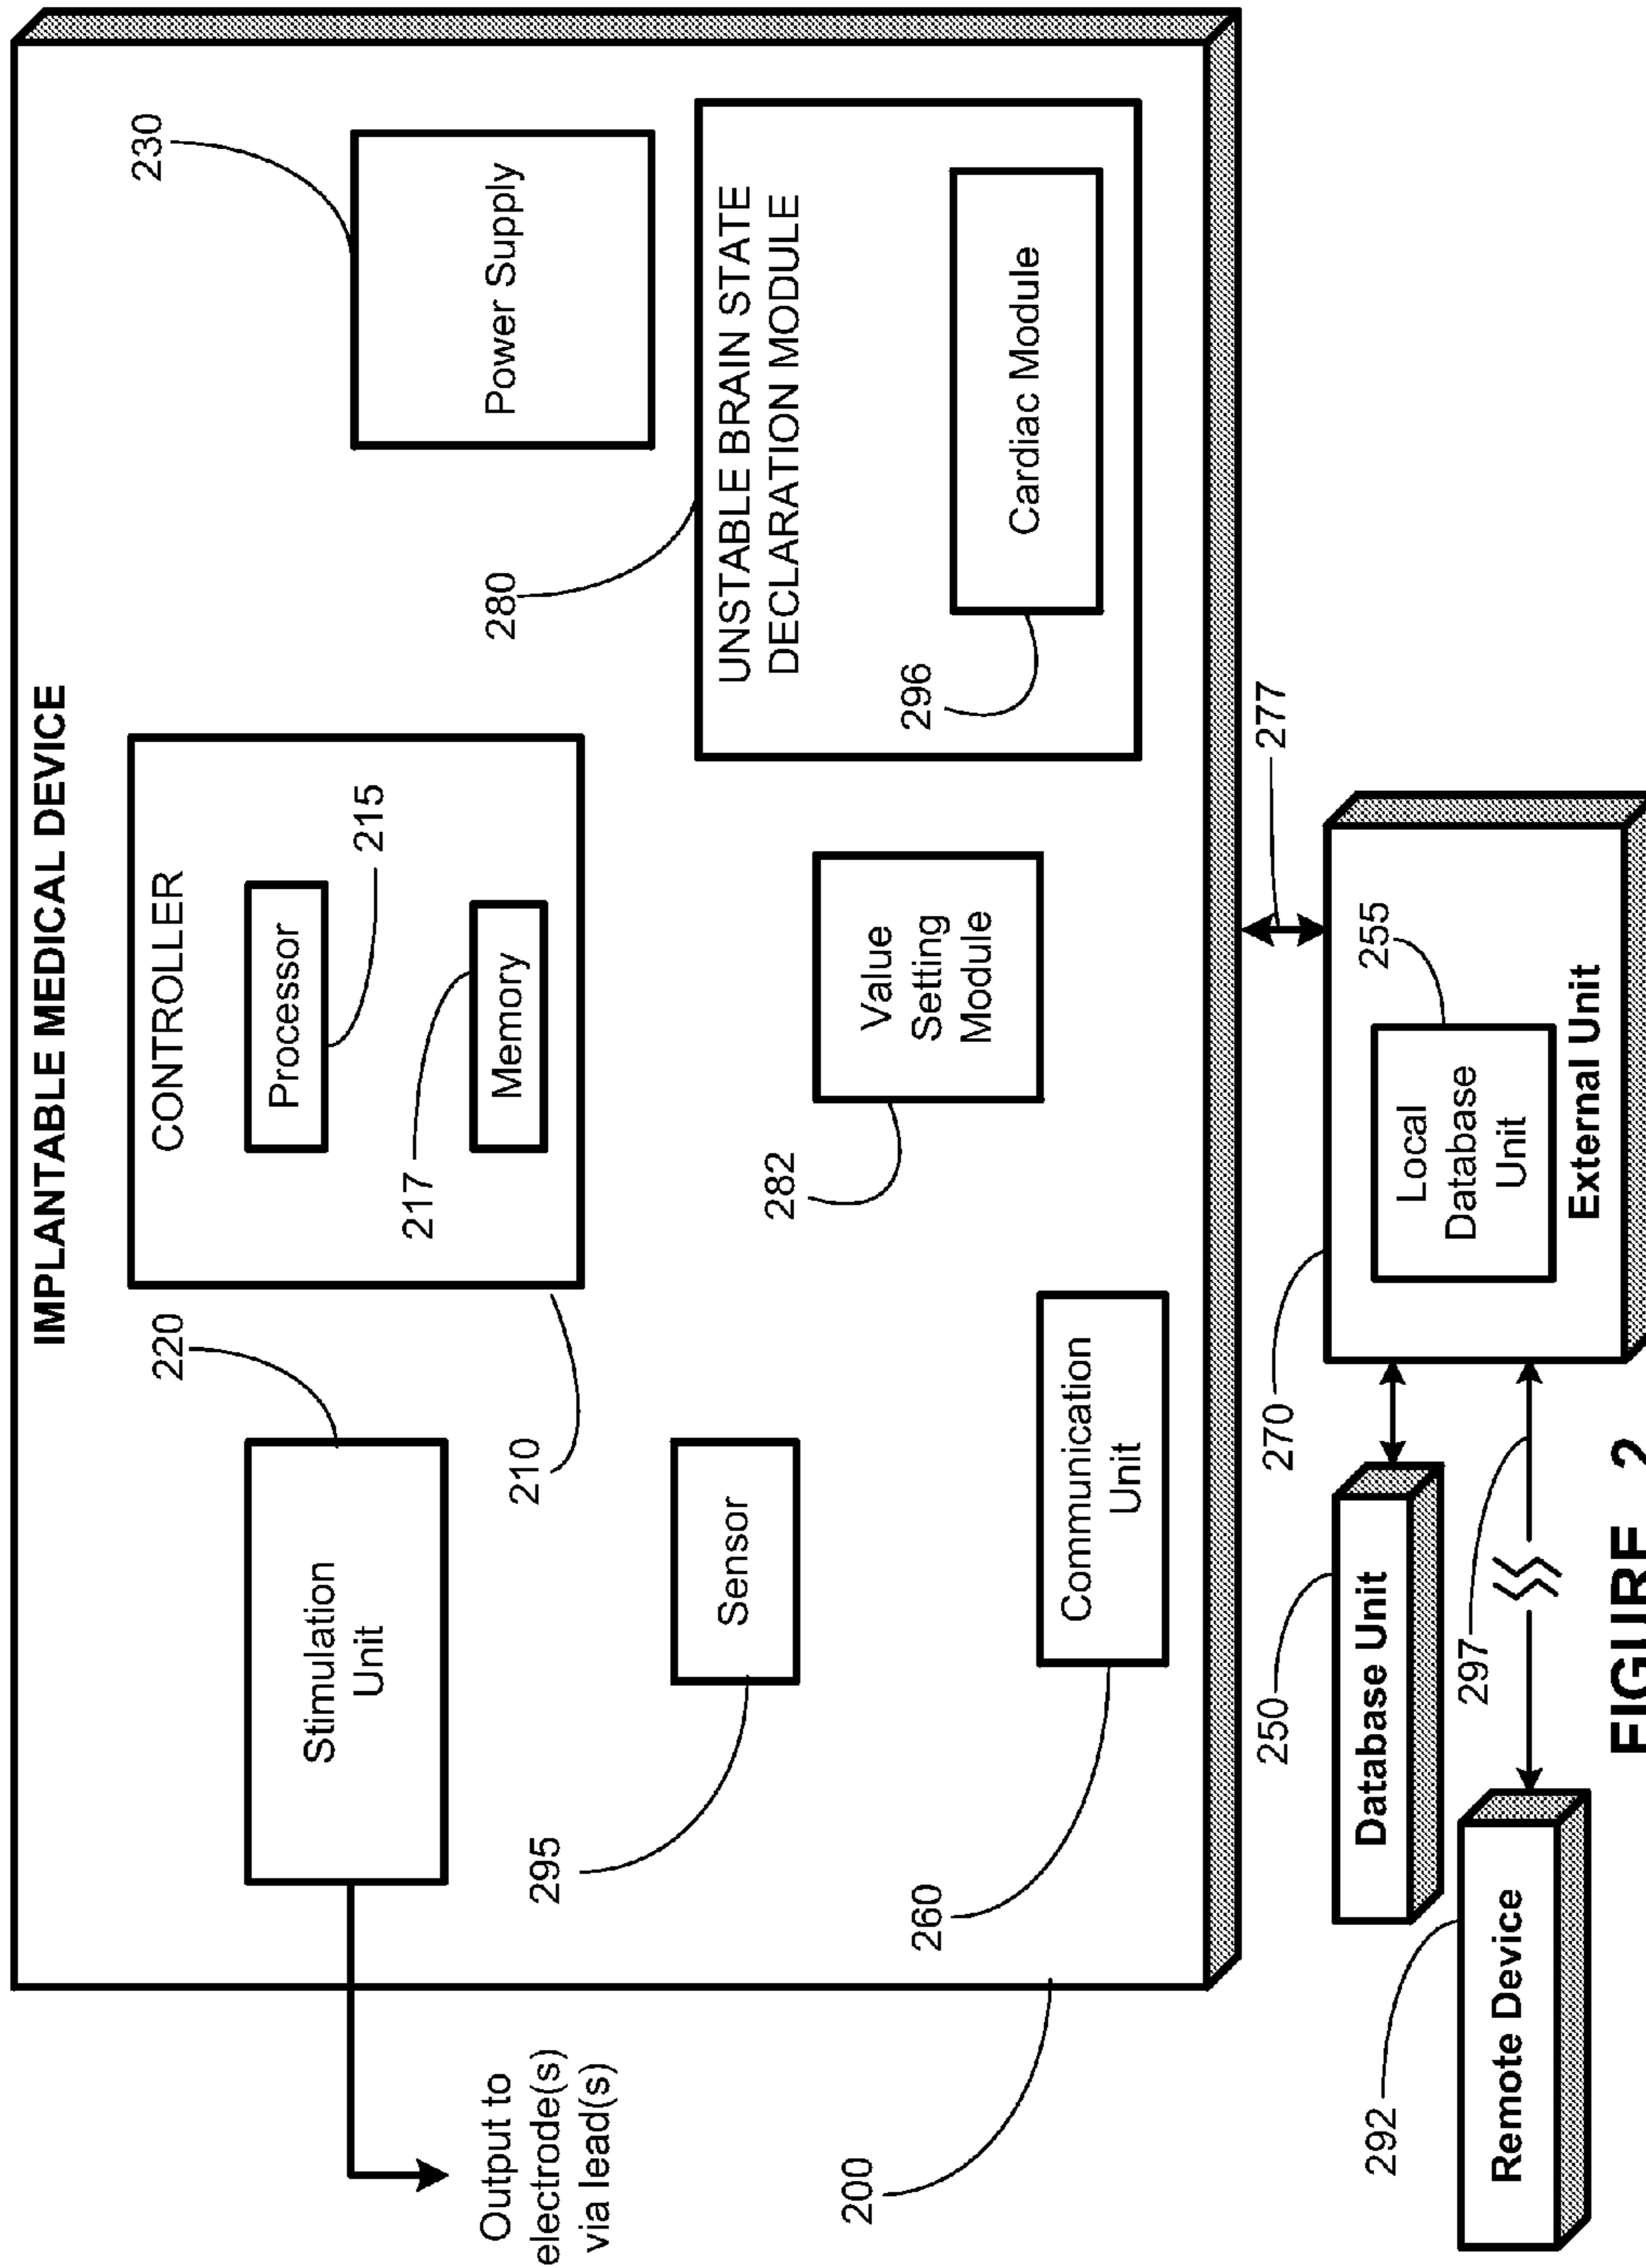 IMPLANTABLE MEDICAL DEVICE
220
Stimulation
Unit
Output to
electrode(s)
via lead(s)
210
CONTROLLER
Processor
215
217
Memory
230
Power Supply
295
Sensor
282
Value
Setting
Module
280
UNSTABLE BRAIN STATE
DECLARATION MODULE
296
Cardiac Module
260
Communication
Unit
200
277
270
255
Local
Database
Unit
External Unit
250
Database Unit
297
292
Remote Device
FIGURE 2